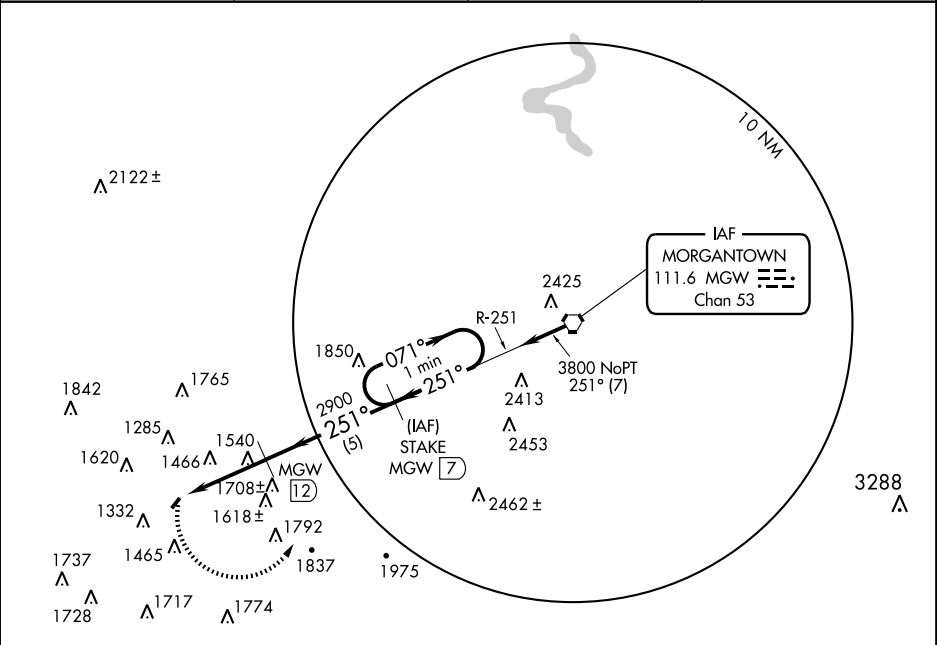 10 NM
2122±
IAF
MORGANTOWN
111.6 MGW
Chan 53
2425
R-251
1850
071°
1 min
251°
3800 NoPT
251° (7)
2413
2453
2900
251°
(5)
(IAF)
STAKE
MGW 7
1842
1765
1285
1540
1620
1466
MGW
12
1708±
1618±
2462±
3288
1332
1792
1465
1837
1975
1737
1728
1717
1774